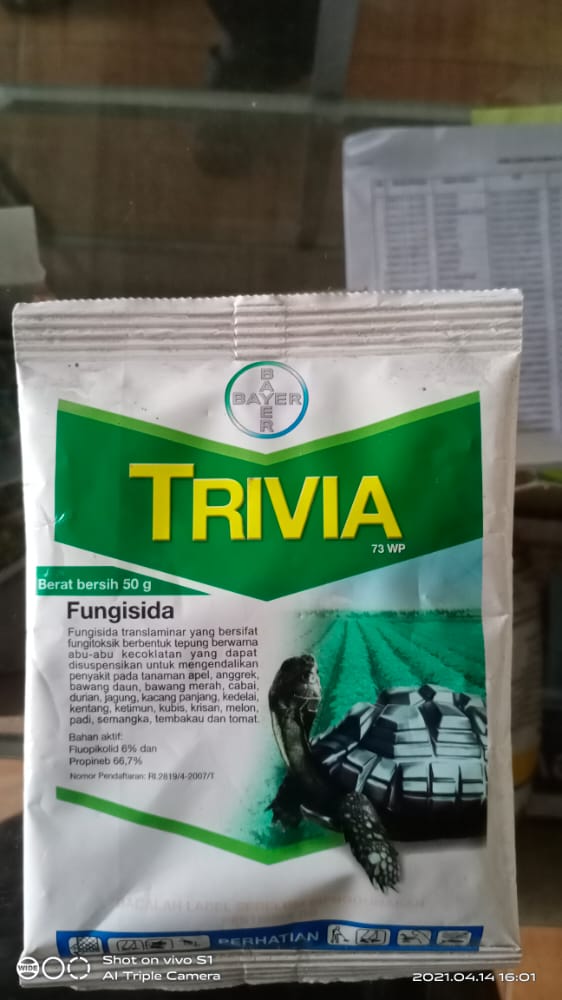 BAYER
BAYER
TRIVIA
73 WP
Berat bersih 50 g
Fungisida
Fungisida translaminar yang bersifat
fungitoksik berbentuk tepung berwarna
abu-abu kecoklatan yang dapat
disuspensikan untuk mengendalikan
penyakit pada tanaman apel, anggrek,
bawang daun, bawang merah, cabai,
durian, jagung, kacang panjang, kedelai,
kentang, ketimun, kubis, krisan, melon,
padi, semangka, tembakau dan tomat.
Bahan aktif:
Fluopikolid 6% dan
Propineb 66,7%
Nomor Pendaftaran: RI.2819/4-2007/T
PERHATIAN
WIDE
Shot on vivo S1
AI Triple Camera
2021.04.14 16:01